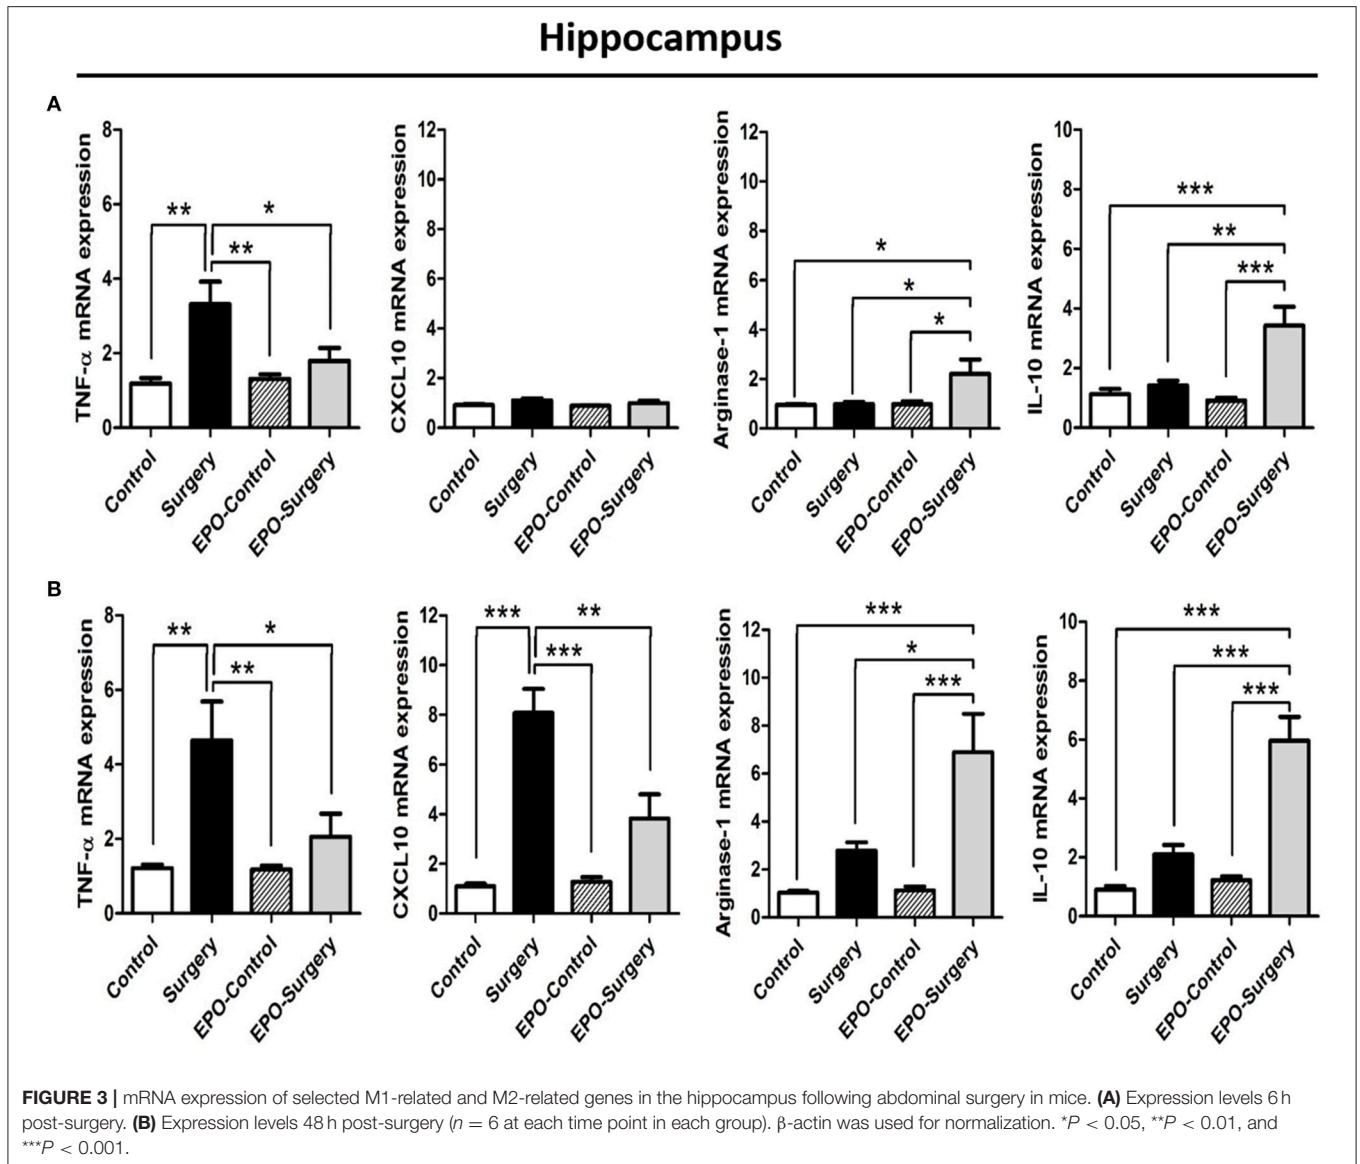 Hippocampus
A
TNF-α mRNA expression
8
6
4
2
0
** * **
Control
Surgery
EPO-Control
EPO-Surgery
CXCL10 mRNA expression
12
10
8
6
4
2
0
Control
Surgery
EPO-Control
EPO-Surgery
Arginase-1 mRNA expression
12
10
8
6
4
2
0
*
*
*
Control
Surgery
EPO-Control
EPO-Surgery
IL-10 mRNA expression
10
8
6
4
2
0
***
**
***
Control
Surgery
EPO-Control
EPO-Surgery
B
TNF-α mRNA expression
8
6
4
2
0
** *
**
Control
Surgery
EPO-Control
EPO-Surgery
CXCL10 mRNA expression
12
10
8
6
4
2
0
*** **
***
Control
Surgery
EPO-Control
EPO-Surgery
Arginase-1 mRNA expression
12
10
8
6
4
2
0
***
*
***
Control
Surgery
EPO-Control
EPO-Surgery
IL-10 mRNA expression
10
8
6
4
2
0
***
***
***
Control
Surgery
EPO-Control
EPO-Surgery
FIGURE 3 | mRNA expression of selected M1-related and M2-related genes in the hippocampus following abdominal surgery in mice. (A) Expression levels 6 h
post-surgery. (B) Expression levels 48 h post-surgery (n = 6 at each time point in each group). β-actin was used for normalization. *P < 0.05, **P < 0.01, and
***P < 0.001.